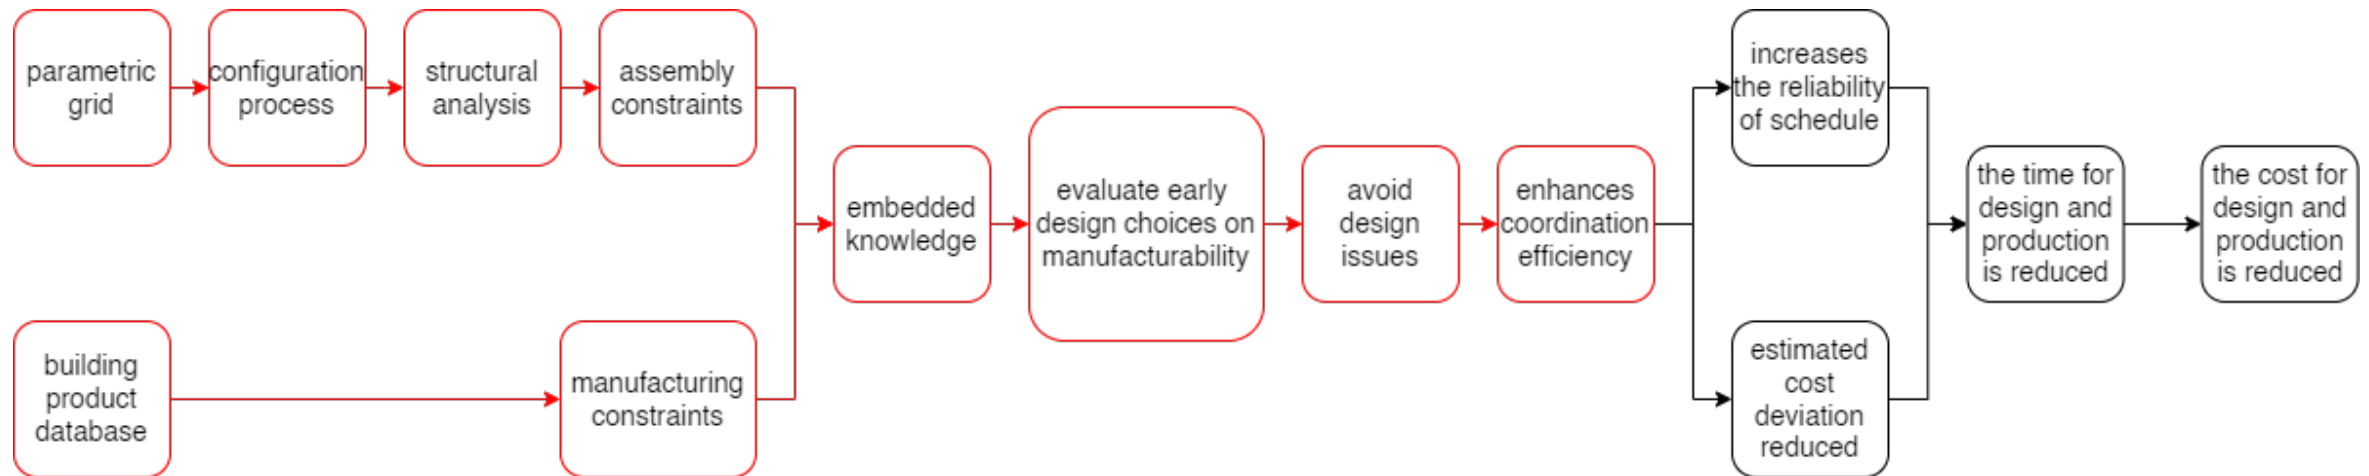 parametric
grid
configuration
process
structural
analysis
assembly
constraints
building
product
database
manufacturing
constraints
embedded
knowledge
evaluate early
design choices on
manufacturability
avoid
design
issues
enhances
coordination
efficiency
increases
the reliability
of schedule
estimated
cost
deviation
reduced
the time for
design and
production
is reduced
the cost for
design and
production
is reduced